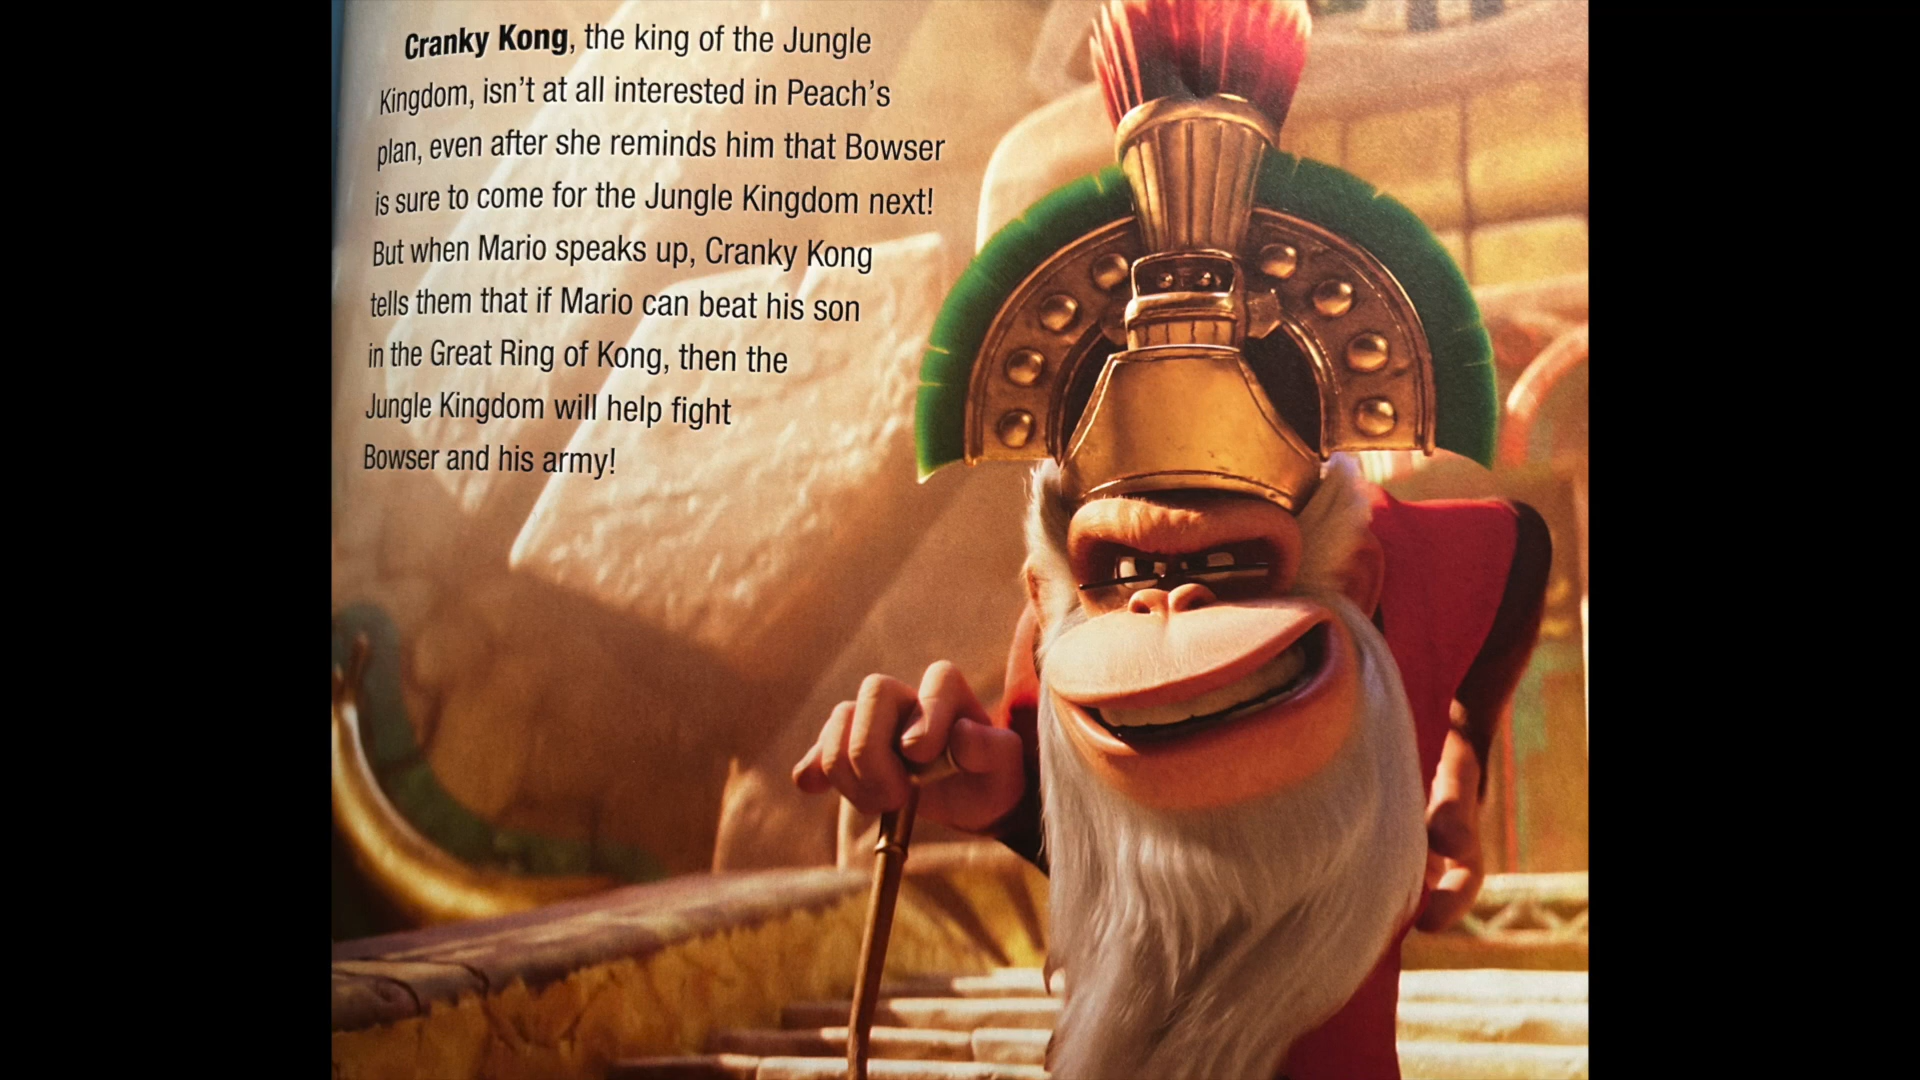 Cranky Kong, the king of the Jungle
Kingdom, isn't at all interested in Peach's
plan, even after she reminds him that Bowser
is sure to come for the Jungle Kingdom next!
But when Mario speaks up, Cranky Kong
tells them that if Mario can beat his son
in the Great Ring of Kong, then the
Jungle Kingdom will help fight
Bowser and his army!